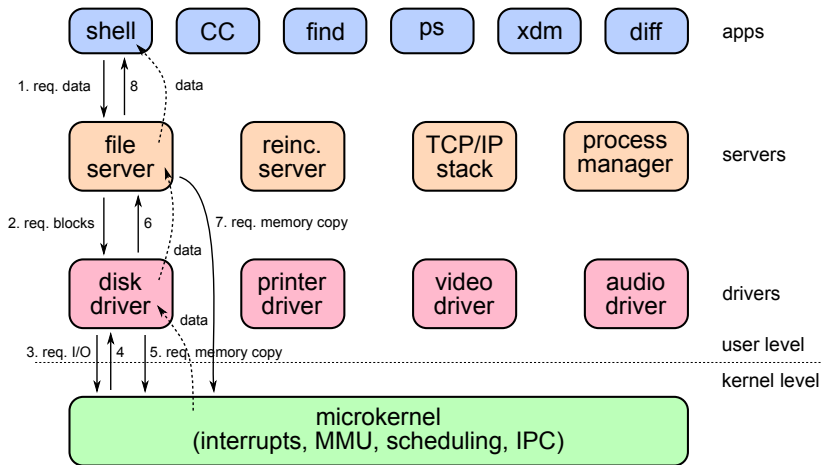 shell
CC
find
ps
xdm
diff
apps
1. req. data
8
data
file
server
reinc.
server
TCP/IP
stack
process
manager
servers
2. req. blocks
6
7. req. memory copy
data
disk
driver
printer
driver
video
driver
audio
driver
drivers
data
3. req. I/O
4
5. req. memory copy
user level
kernel level
microkernel
(interrupts, MMU, scheduling, IPC)